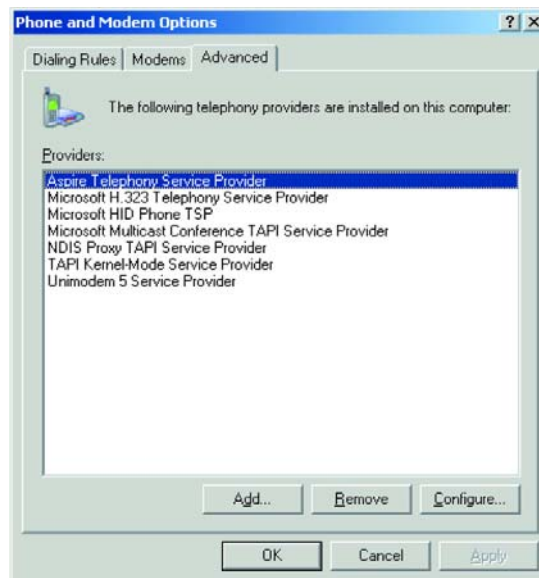 Phone and Modem Options
Dialing Rules Modems Advanced
The following telephony providers are installed on this computer:
Providers:
Aspire Telephony Service Provider
Microsoft H.323 Telephony Service Provider
Microsoft HID Phone TSP
Microsoft Multicast Conference TAPI Service Provider
NDIS Proxy TAPI Service Provider
TAPI Kernel-Mode Service Provider
Unimodem 5 Service Provider
Add... Remove Configure...
OK Cancel Apply